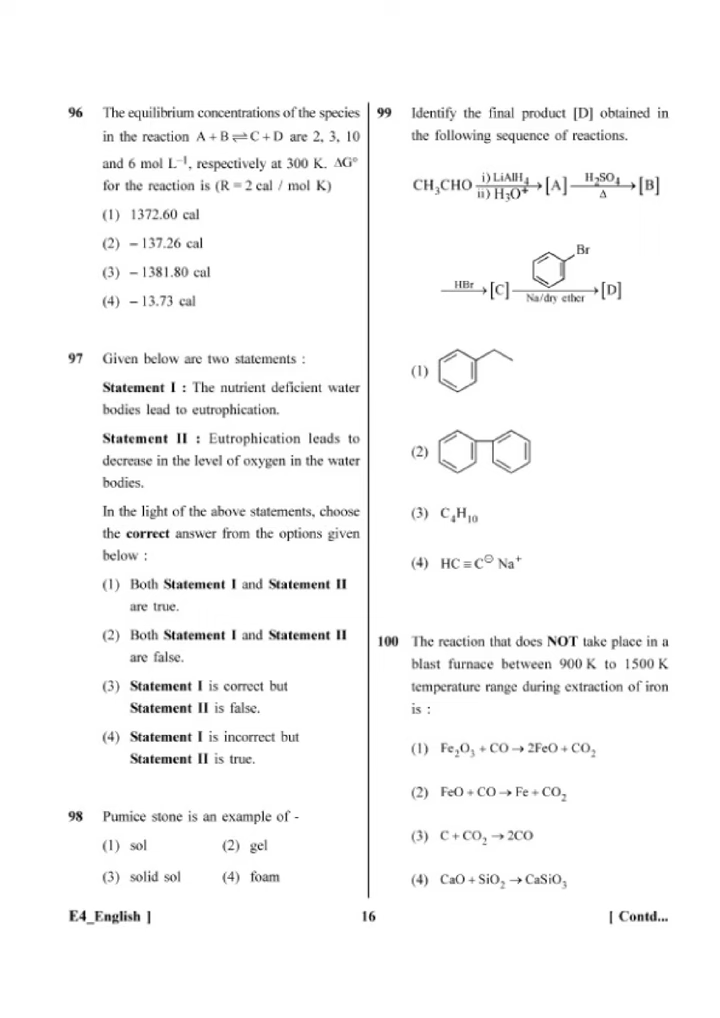 96 The equilibrium concentrations of the species
in the reaction A + B ⇌ C + D are 2, 3, 10
and 6 mol L⁻¹, respectively at 300 K. ΔG°
for the reaction is (R = 2 cal / mol K)
(1) 1372.60 cal
(2) – 137.26 cal
(3) – 1381.80 cal
(4) – 13.73 cal
97 Given below are two statements :
Statement I : The nutrient deficient water
bodies lead to eutrophication.
Statement II : Eutrophication leads to
decrease in the level of oxygen in the water
bodies.
In the light of the above statements, choose
the correct answer from the options given
below :
(1) Both Statement I and Statement II
are true.
(2) Both Statement I and Statement II
are false.
(3) Statement I is correct but
Statement II is false.
(4) Statement I is incorrect but
Statement II is true.
98 Pumice stone is an example of -
(1) sol (2) gel
(3) solid sol (4) foam
99 Identify the final product [D] obtained in
the following sequence of reactions.
i) LiAlH₄ H₂SO₄
CH₃CHO → [A] → [B]
ii) H₃O⁺ Δ
Br
HBr → [C] → [D]
Na/dry ether
(1)
(2)
(3) C₄H₁₀
(4) HC ≡ C⊖ Na⁺
100 The reaction that does NOT take place in a
blast furnace between 900 K to 1500 K
temperature range during extraction of iron
is :
(1) Fe₂O₃ + CO → 2FeO + CO₂
(2) FeO + CO → Fe + CO₂
(3) C + CO₂ → 2CO
(4) CaO + SiO₂ → CaSiO₃
E4_English ] 16 [ Contd...